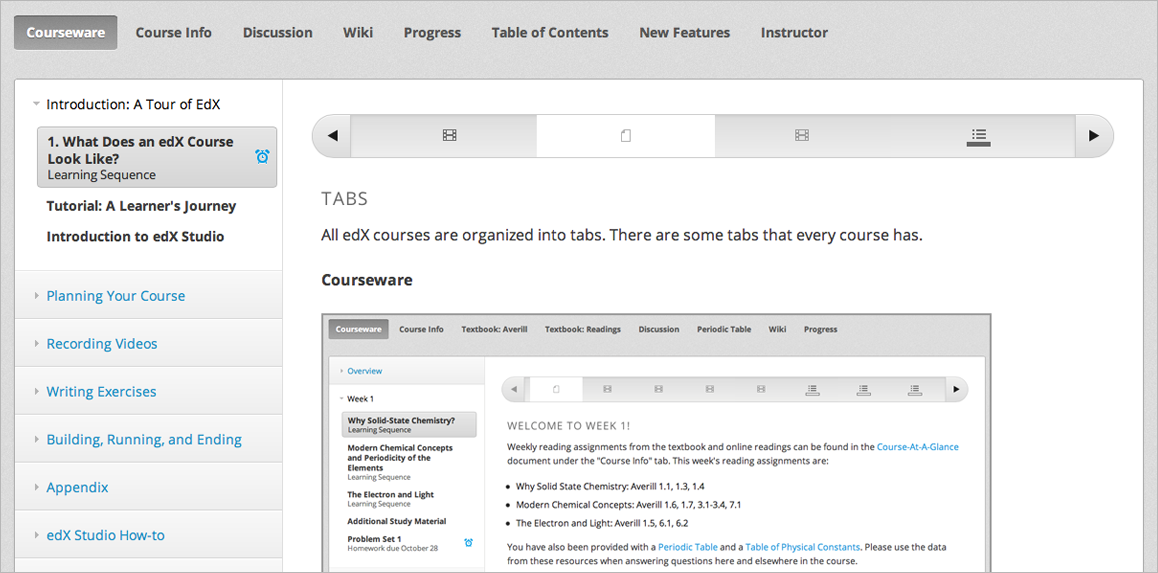 Courseware Course Info Discussion Wiki Progress Table of Contents New Features Instructor
Introduction: A Tour of EdX
1. What Does an edX Course
Look Like?
Learning Sequence
Tutorial: A Learner's Journey
Introduction to edX Studio
Planning Your Course
Recording Videos
Writing Exercises
Building, Running, and Ending
Appendix
edX Studio How-to
TABS
All edX courses are organized into tabs. There are some tabs that every course has.
Courseware
Courseware Course Info Textbook: Averill Textbook: Readings Discussion Periodic Table Wiki Progress
Overview
Week 1
Why Solid-State Chemistry?
Learning Sequence
Modern Chemical Concepts
and Periodicity of the
Elements
Learning Sequence
The Electron and Light
Learning Sequence
Additional Study Material
Problem Set 1
Homework due October 28
WELCOME TO WEEK 1!
Weekly reading assignments from the textbook and online readings can be found in the Course-At-A-Glance
document under the "Course Info" tab. This week's reading assignments are:
Why Solid State Chemistry: Averill 1.1, 1.3, 1.4
Modern Chemical Concepts: Averill 1.6, 1.7, 3.1-3.4, 7.1
The Electron and Light: Averill 1.5, 6.1, 6.2
You have also been provided with a Periodic Table and a Table of Physical Constants. Please use the data
from these resources when answering questions here and elsewhere in the course.